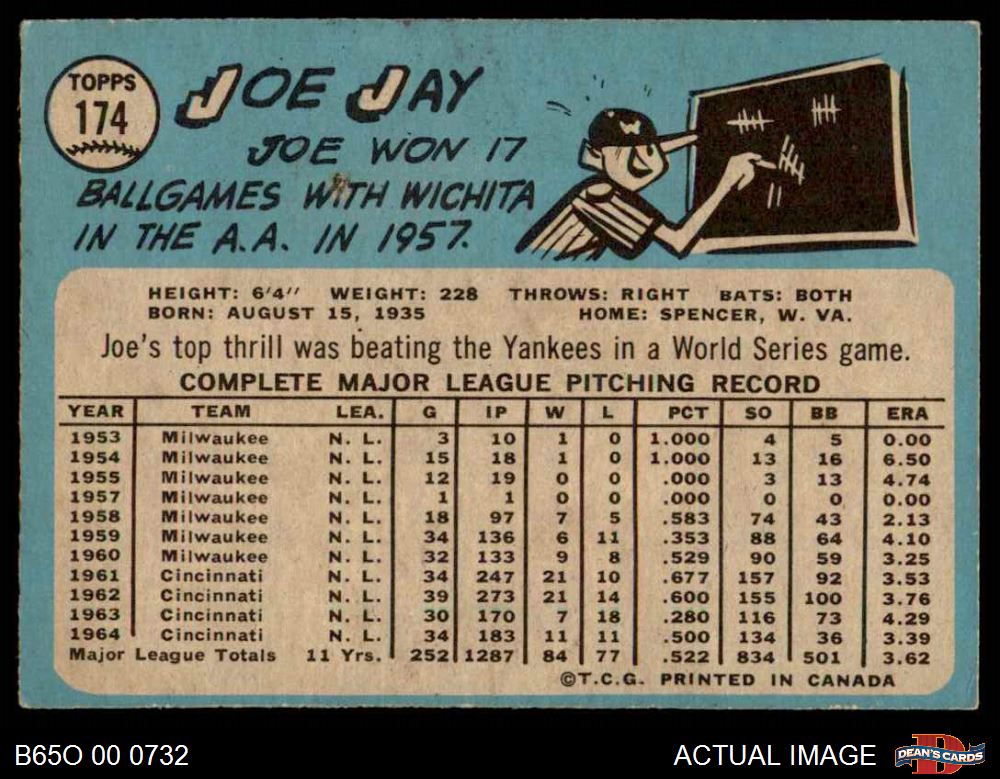 TOPPS
174
JOE JAY
JOE WON 17
BALLGAMES WITH WICHITA
IN THE A.A. IN 1957.
W
HEIGHT: 6'4" WEIGHT: 228 THROWS: RIGHT BATS: BOTH
BORN: AUGUST 15, 1935 HOME: SPENCER, W. VA.
Joe's top thrill was beating the Yankees in a World Series game.
COMPLETE MAJOR LEAGUE PITCHING RECORD
YEAR TEAM LEA. G IP W L PCT SO BB ERA
1953 Milwaukee N. L. 3 10 1 0 1.000 4 5 0.00
1954 Milwaukee N. L. 15 18 1 0 1.000 13 16 6.50
1955 Milwaukee N. L. 12 19 0 0 .000 3 13 4.74
1957 Milwaukee N. L. 1 1 0 0 .000 0 0 0.00
1958 Milwaukee N. L. 18 97 7 5 .583 74 43 2.13
1959 Milwaukee N. L. 34 136 6 11 .353 88 64 4.10
1960 Milwaukee N. L. 32 133 9 8 .529 90 59 3.25
1961 Cincinnati N. L. 34 247 21 10 .677 157 92 3.53
1962 Cincinnati N. L. 39 273 21 14 .600 155 100 3.76
1963 Cincinnati N. L. 30 170 7 18 .280 116 73 4.29
1964 Cincinnati N. L. 34 183 11 11 .500 134 36 3.39
Major League Totals 11 Yrs. 252 1287 84 77 .522 834 501 3.62
©T.C.G. PRINTED IN CANADA
B65O 00 0732 ACTUAL IMAGE D DEAN'S CARDS